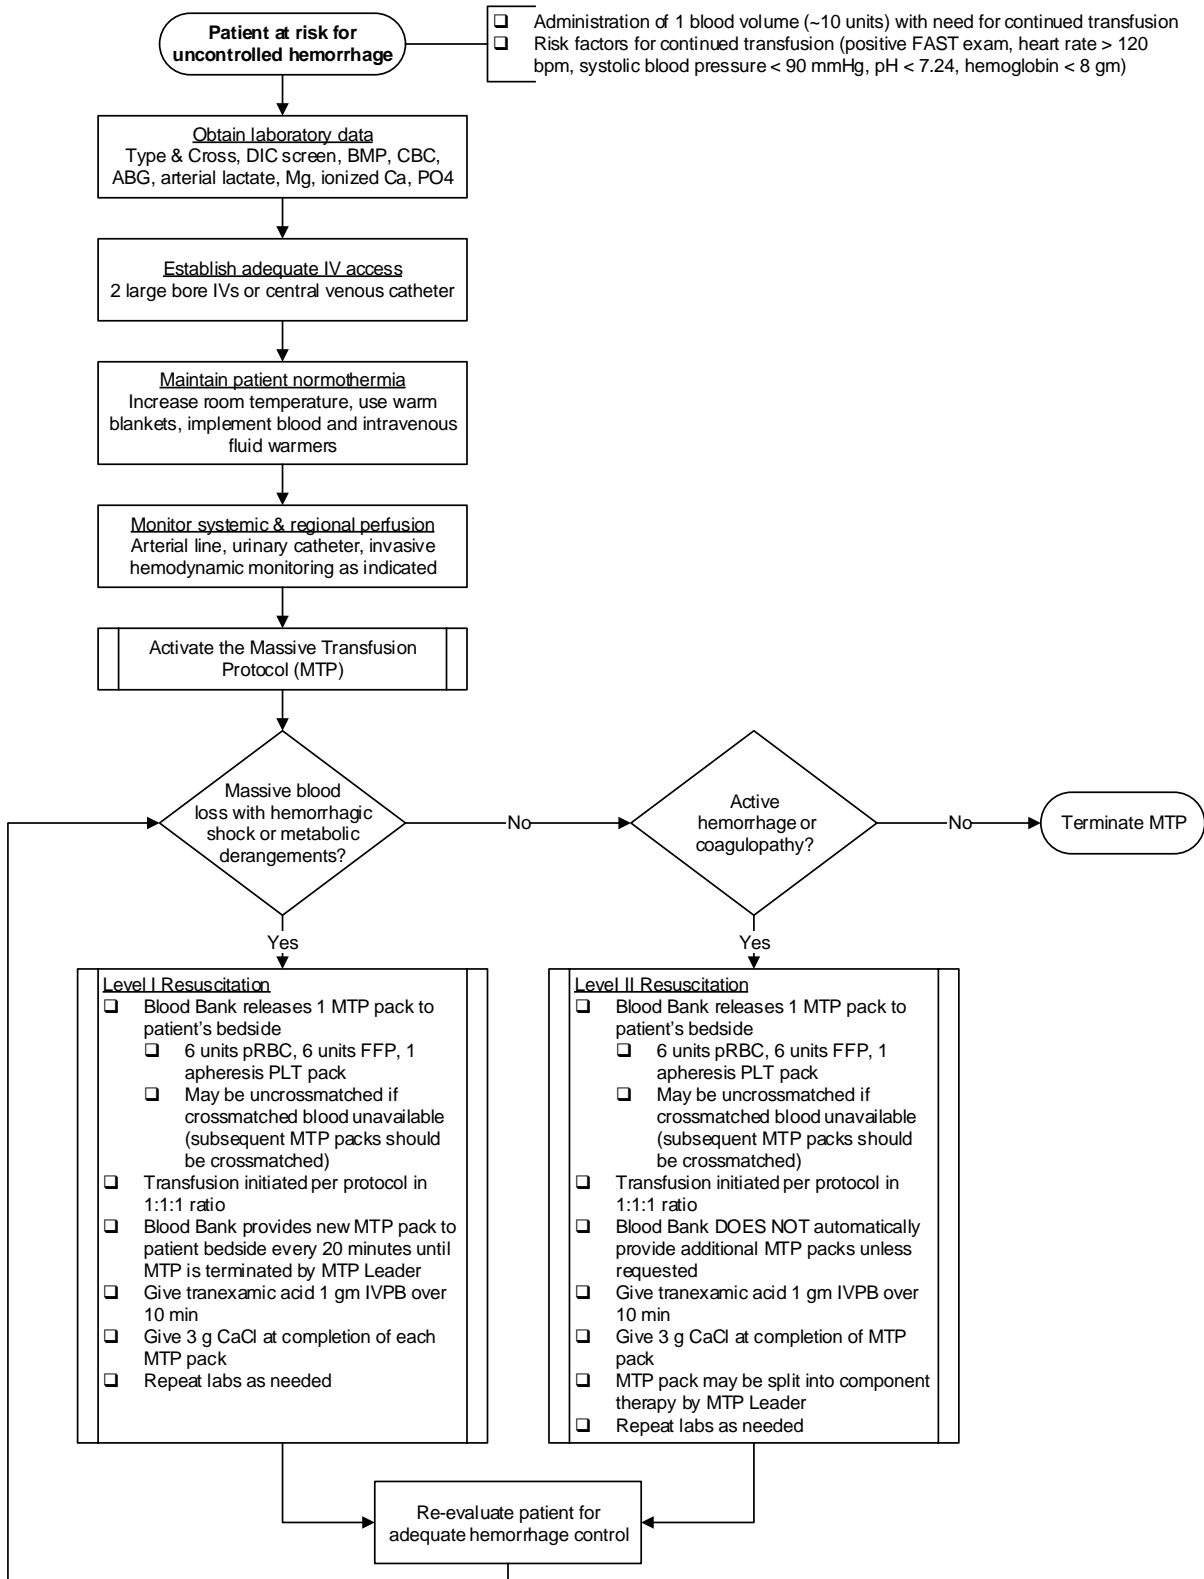 Patient at risk for
uncontrolled hemorrhage
❑ Administration of 1 blood volume (~10 units) with need for continued transfusion
❑ Risk factors for continued transfusion (positive FAST exam, heart rate > 120
bpm, systolic blood pressure < 90 mmHg, pH < 7.24, hemoglobin < 8 gm)
Obtain laboratory data
Type & Cross, DIC screen, BMP, CBC,
ABG, arterial lactate, Mg, ionized Ca, PO4
Establish adequate IV access
2 large bore IVs or central venous catheter
Maintain patient normothermia
Increase room temperature, use warm
blankets, implement blood and intravenous
fluid warmers
Monitor systemic & regional perfusion
Arterial line, urinary catheter, invasive
hemodynamic monitoring as indicated
Activate the Massive Transfusion
Protocol (MTP)
Massive blood
loss with hemorrhagic
shock or metabolic
derangements?
No
Active
hemorrhage or
coagulopathy?
No
Terminate MTP
Yes
Yes
Level I Resuscitation
❑ Blood Bank releases 1 MTP pack to
patient’s bedside
❑ 6 units pRBC, 6 units FFP, 1
apheresis PLT pack
❑ May be uncrossmatched if
crossmatched blood unavailable
(subsequent MTP packs should
be crossmatched)
❑ Transfusion initiated per protocol in
1:1:1 ratio
❑ Blood Bank provides new MTP pack to
patient bedside every 20 minutes until
MTP is terminated by MTP Leader
❑ Give tranexamic acid 1 gm IVPB over
10 min
❑ Give 3 g CaCl at completion of each
MTP pack
❑ Repeat labs as needed
Level II Resuscitation
❑ Blood Bank releases 1 MTP pack to
patient’s bedside
❑ 6 units pRBC, 6 units FFP, 1
apheresis PLT pack
❑ May be uncrossmatched if
crossmatched blood unavailable
(subsequent MTP packs should
be crossmatched)
❑ Transfusion initiated per protocol in
1:1:1 ratio
❑ Blood Bank DOES NOT automatically
provide additional MTP packs unless
requested
❑ Give tranexamic acid 1 gm IVPB over
10 min
❑ Give 3 g CaCl at completion of MTP
pack
❑ MTP pack may be split into component
therapy by MTP Leader
❑ Repeat labs as needed
Re-evaluate patient for
adequate hemorrhage control